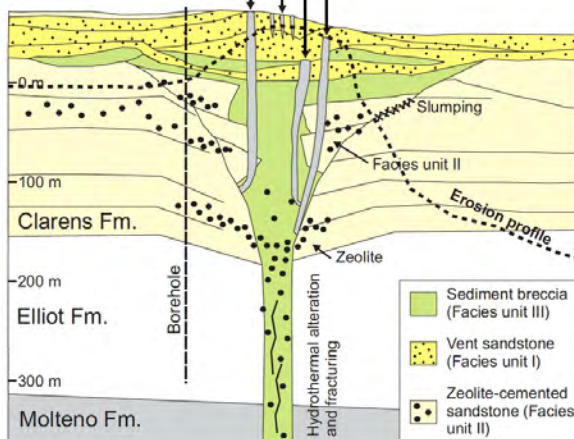 0 m
Slumping
Facies unit II
100 m
Clarens Fm.
Erosion profile
Zeolite
200 m
Borehole
Elliot Fm.
Hydrothermal alteration
and fracturing
300 m
Molteno Fm.
Sediment breccia
(Facies unit III)
Vent sandstone
(Facies unit I)
Zeolite-cemented
sandstone (Facies
unit II)